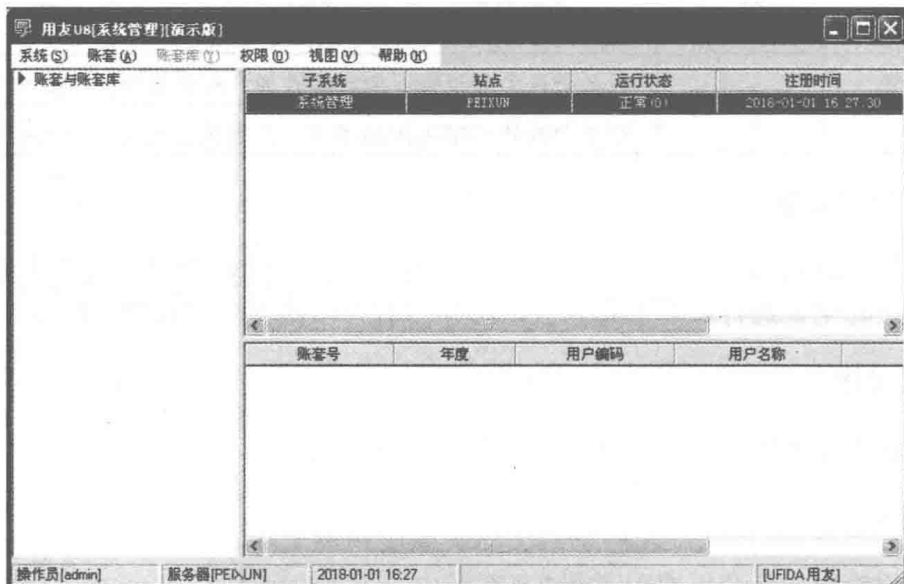 用友U8[系统管理][演示版]
系统(S) 账套(A) 账套库(Y) 权限(O) 视图(V) 帮助(H)
账套与账套库
子系统 站点 运行状态 注册时间
系统管理 PEIXUN 正常(0) 2018-01-01 16:27:30
账套号 年度 用户编码 用户名称
操作员[admin] 服务器[PEIXUN] 2018-01-01 16:27 [UFIDA用友]